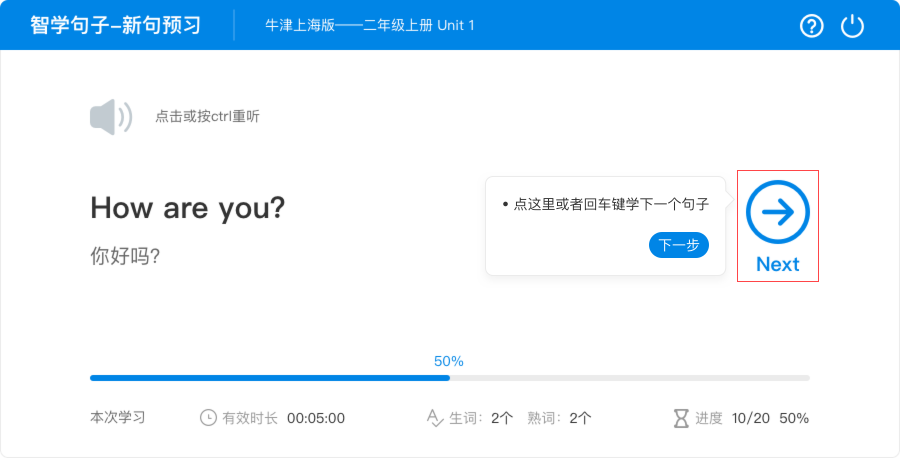 智学句子-新句预习 牛津上海版——二年级上册 Unit 1
点击或按ctrl重听
How are you?
你好吗?
• 点这里或者回车键学下一个句子
下一步
Next
50%
本次学习 有效时长 00:05:00 生词: 2个 熟词: 2个 进度 10/20 50%